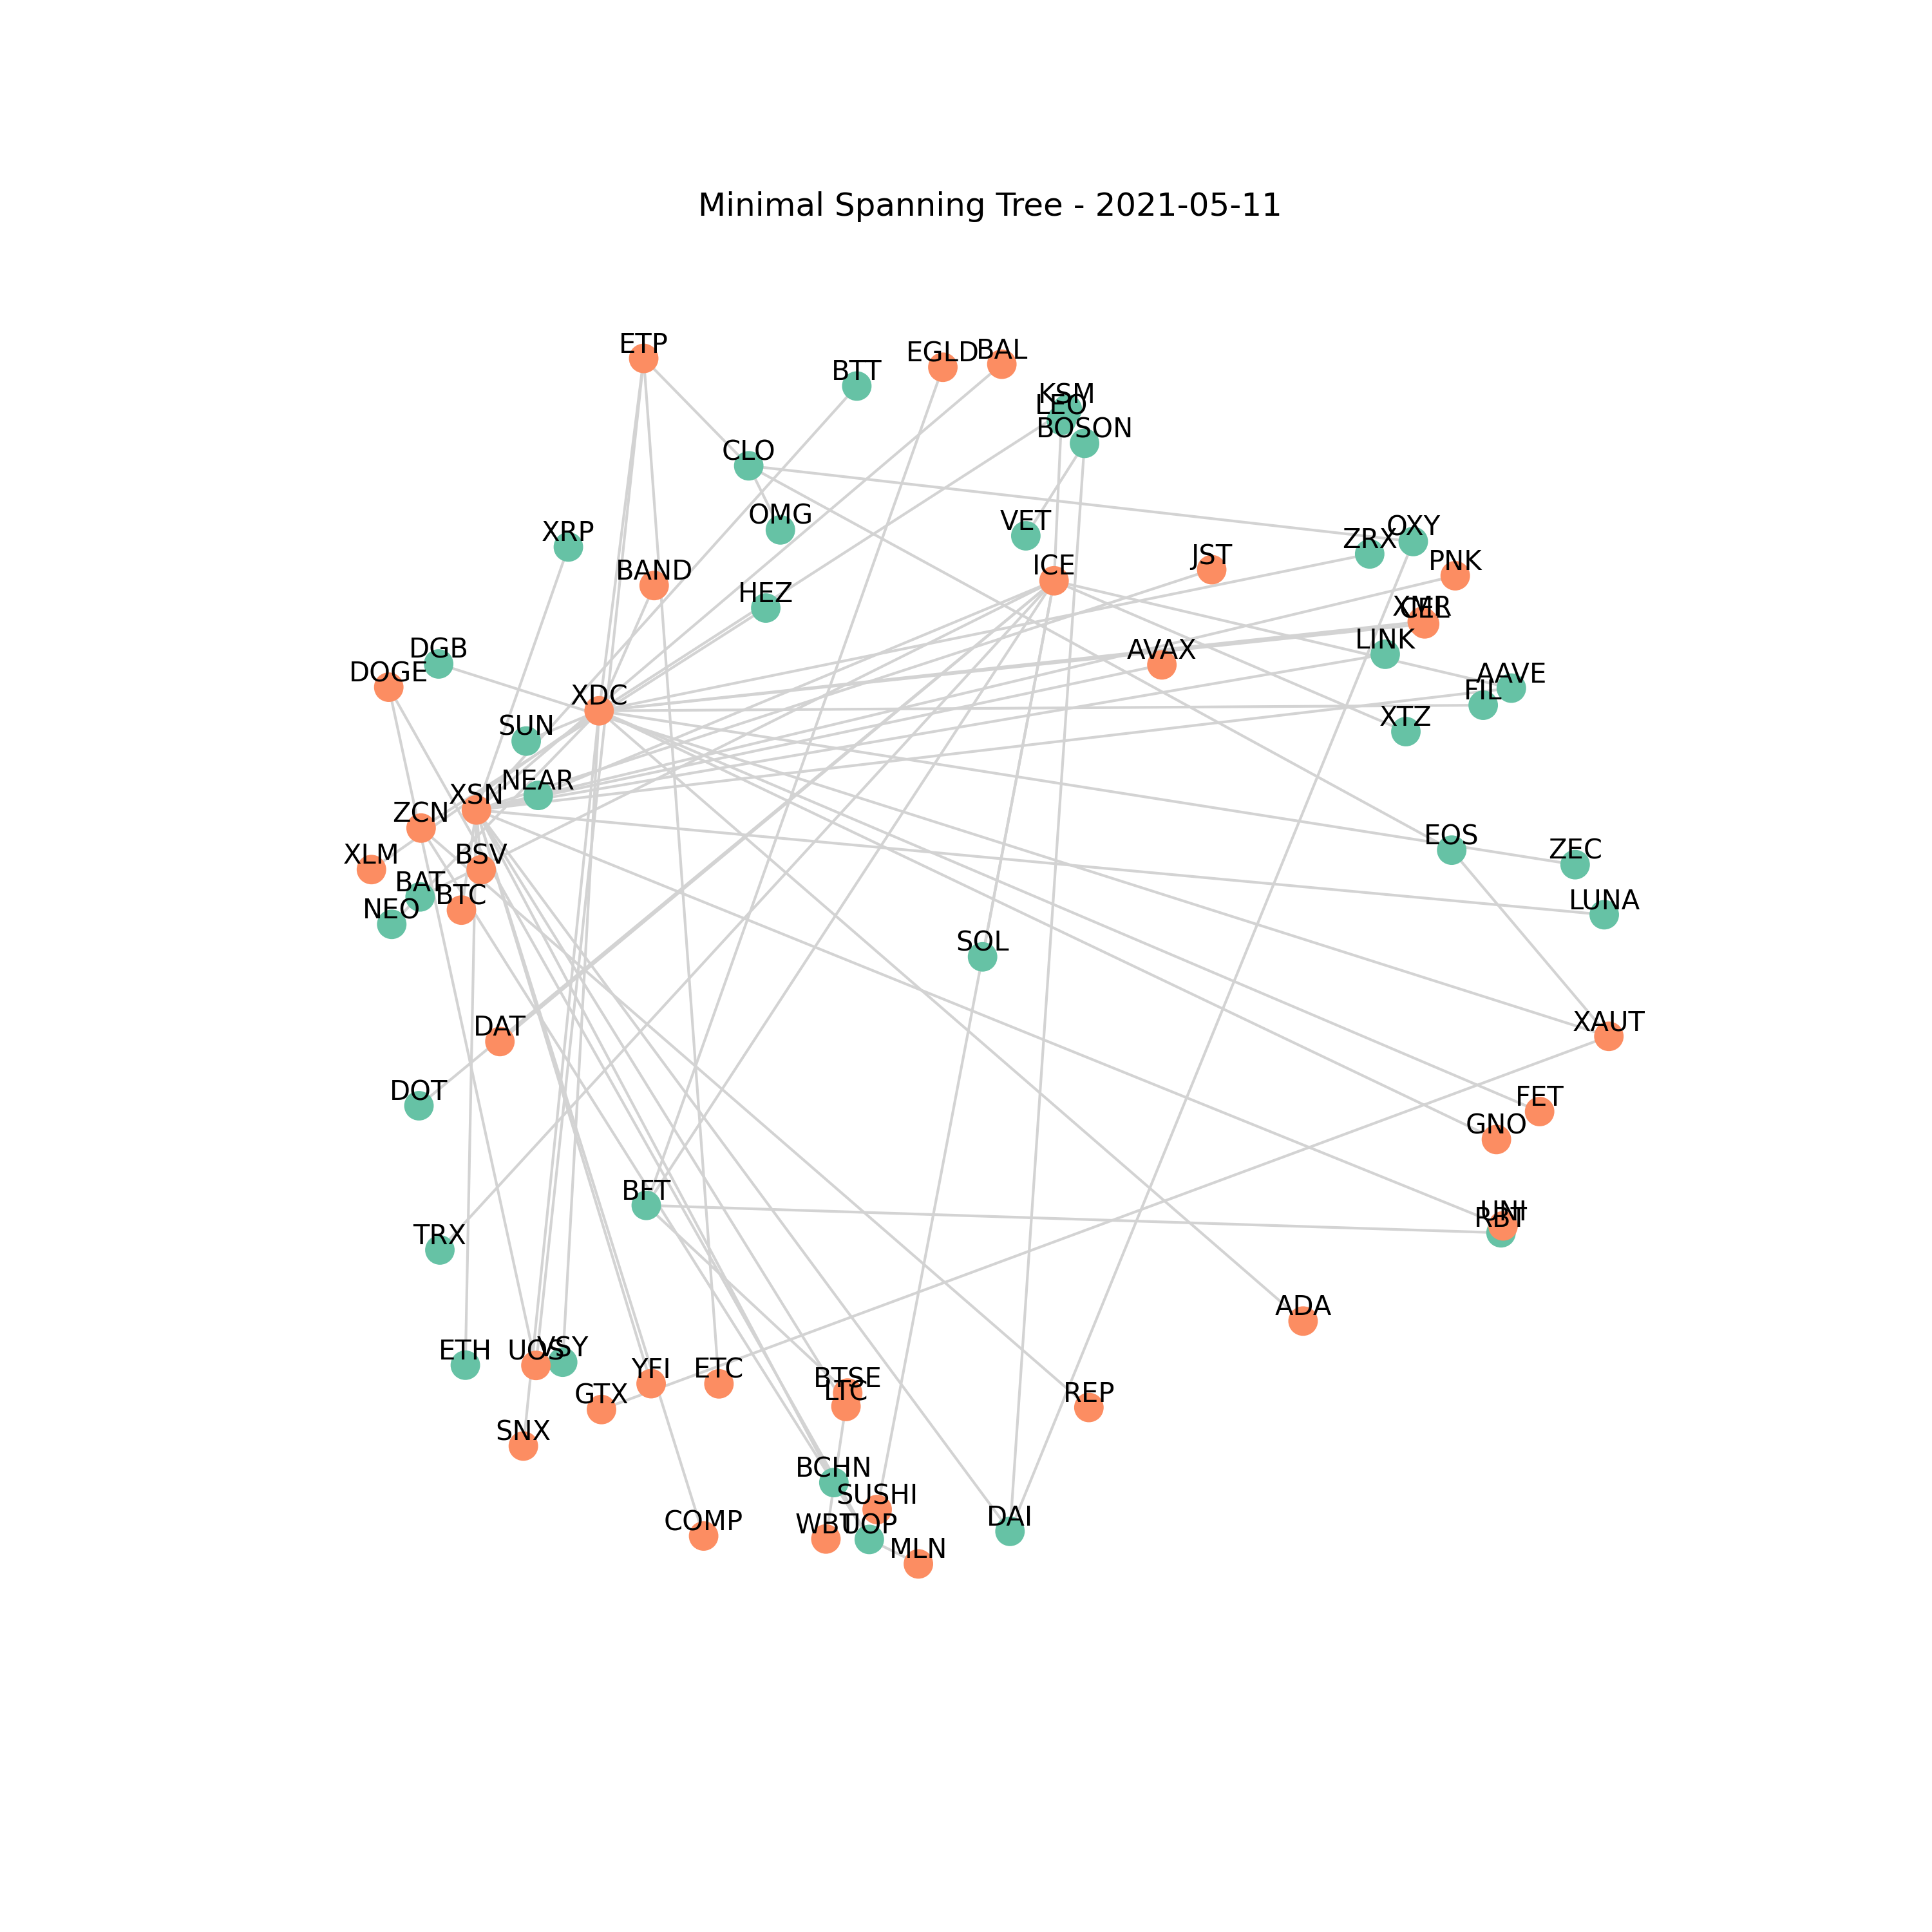 Minimal Spanning Tree - 2021-05-11
ETP
BTT
EGLD
BAL
KSM
LEO
BOSON
CLO
OMG
VET
XRP
OXY
ZRX
JST
PNK
ICE
BAND
HEZ
XMR
CEL
LINK
DGB
DOGE
AVAX
AAVE
FIL
XDC
XTZ
SUN
NEAR
XSN
ZCN
EOS
ZEC
XLM
BSV
BAT
BTC
NEO
LUNA
SOL
DAT
XAUT
DOT
FET
GNO
BFT
UNI
RBT
TRX
ADA
ETH
UOS
VSY
YFI
ETC
BTSE
LTC
GTX
REP
SNX
BCHN
SUSHI
COMP
WBT
UOP
DAI
MLN